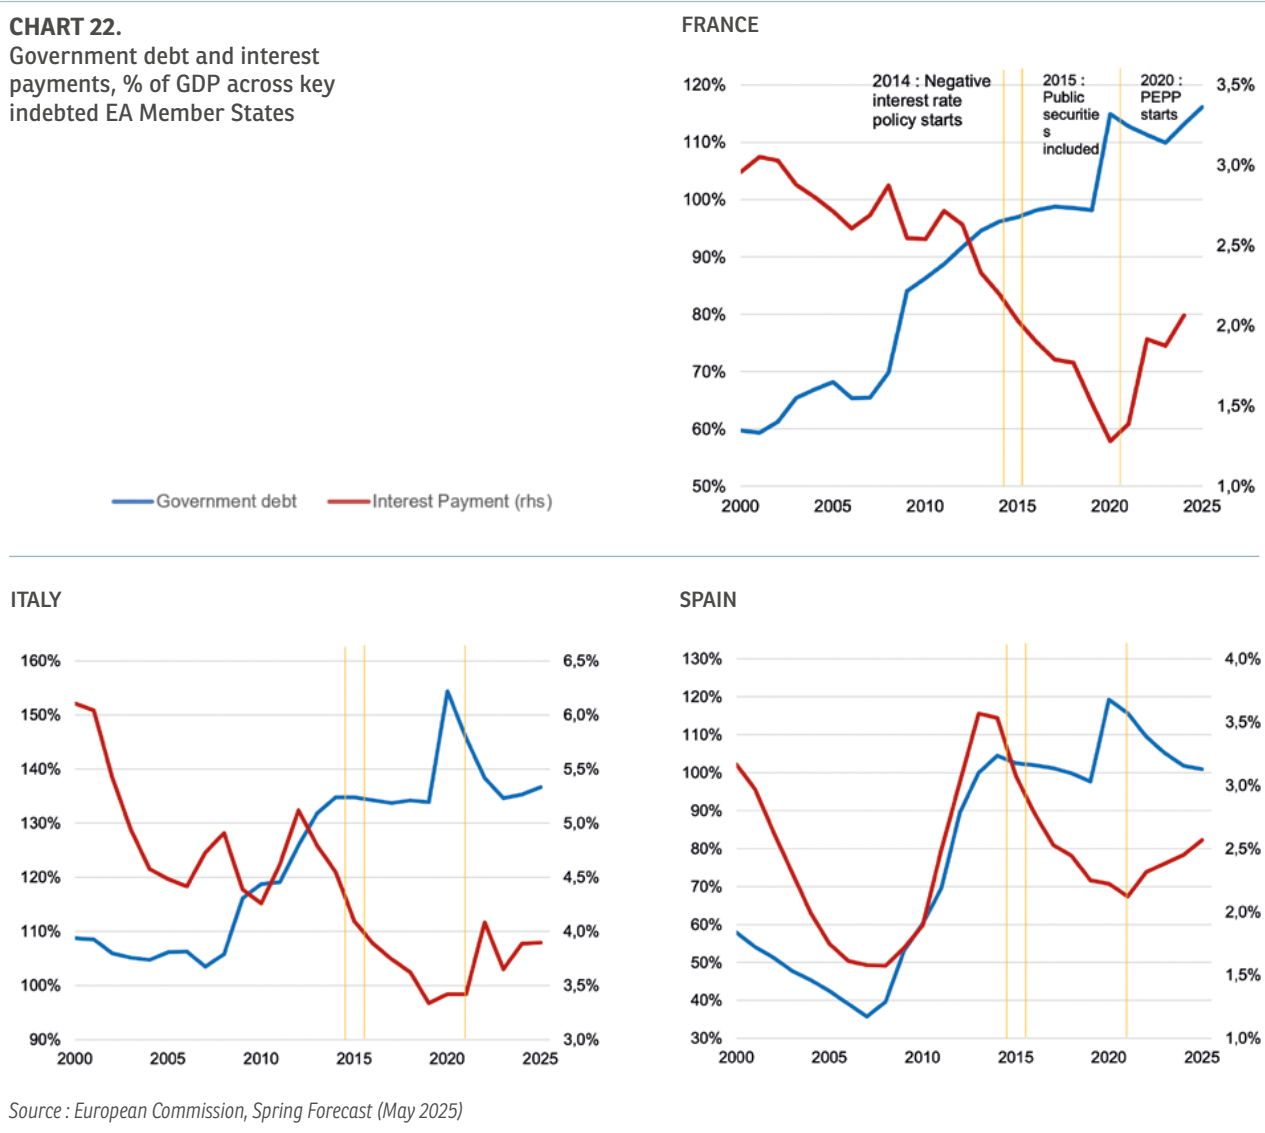 CHART 22.
Government debt and interest
payments, % of GDP across key
indebted EA Member States
Government debt
Interest Payment (rhs)
FRANCE
2014 : Negative
interest rate
policy starts
2015 :
Public
securitie
s
included
2020 :
PEPP
starts
120%
110%
100%
90%
80%
70%
60%
50%
3,5%
3,0%
2,5%
2,0%
1,5%
1,0%
2000 2005 2010 2015 2020 2025
ITALY
160%
150%
140%
130%
120%
110%
100%
90%
6,5%
6,0%
5,5%
5,0%
4,5%
4,0%
3,5%
3,0%
2000 2005 2010 2015 2020 2025
SPAIN
130%
120%
110%
100%
90%
80%
70%
60%
50%
40%
30%
4,0%
3,5%
3,0%
2,5%
2,0%
1,5%
1,0%
2000 2005 2010 2015 2020 2025
Source : European Commission, Spring Forecast (May 2025)